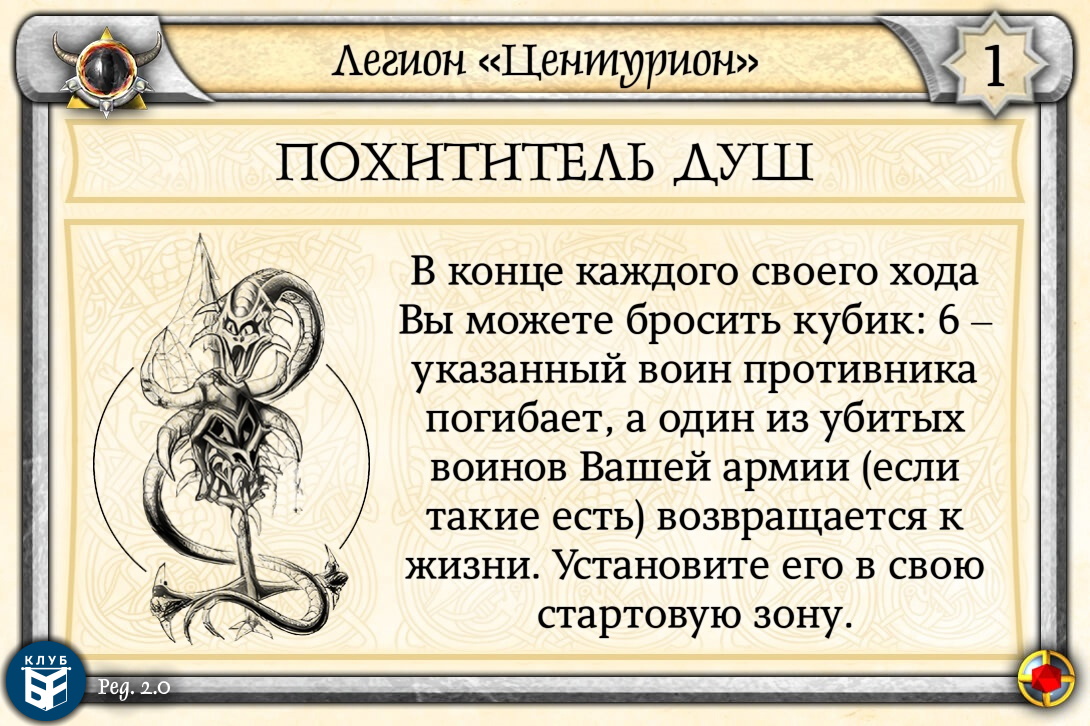 Легион «Центурион»
1
ПОХИТИТЕЛЬ ДУШ
В конце каждого своего хода
Вы можете бросить кубик: 6 –
указанный воин противника
погибает, а один из убитых
воинов Вашей армии (если
такие есть) возвращается к
жизни. Установите его в свою
стартовую зону.
КЛУБ
Ред. 2.0